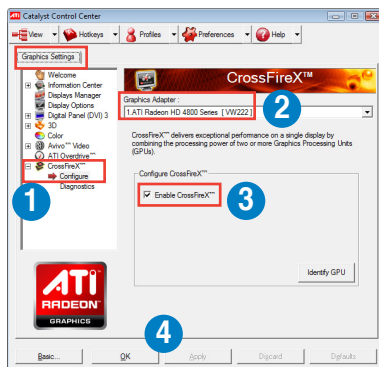 Catalyst Control Center
View Hotkeys Profiles Preferences Help
Graphics Settings
Welcome
Information Center
Displays Manager
Display Options
Digital Panel (DVI) 3
3D
Color
Avivo™ Video
ATI Overdrive™
CrossFireX™
Configure
Diagnostics
1
CrossFireX™
Graphics Adapter :
1.ATI Radeon HD 4800 Series [ VW222 ]
2
CrossFireX™ delivers exceptional performance on a single display by
combining the processing power of two or more Graphics Processing Units
(GPUs).
Configure CrossFireX™
Enable CrossFireX™
3
Identify GPU
ATI
RADEON
GRAPHICS
4
Basic... OK Apply Discard Defaults